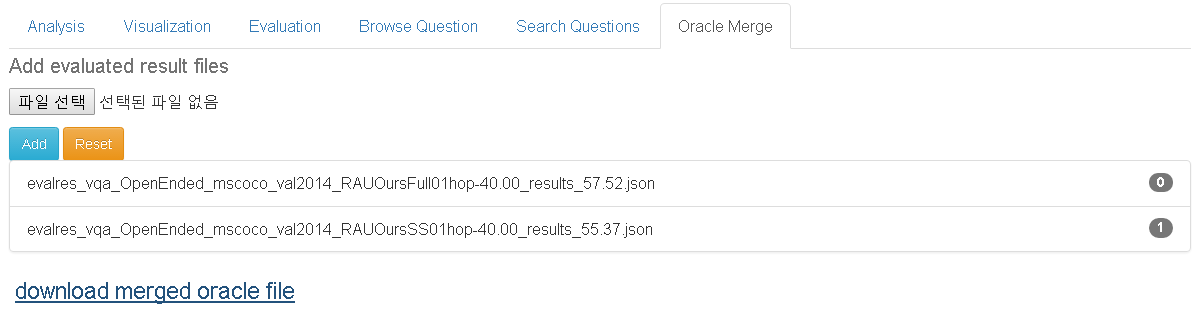 Analysis Visualization Evaluation Browse Question Search Questions Oracle Merge
Add evaluated result files
파일 선택 선택된 파일 없음
Add Reset
evalres_vqa_OpenEnded_mscoco_val2014_RAUOursFull01hop-40.00_results_57.52.json 0
evalres_vqa_OpenEnded_mscoco_val2014_RAUOursSS01hop-40.00_results_55.37.json 1
download merged oracle file